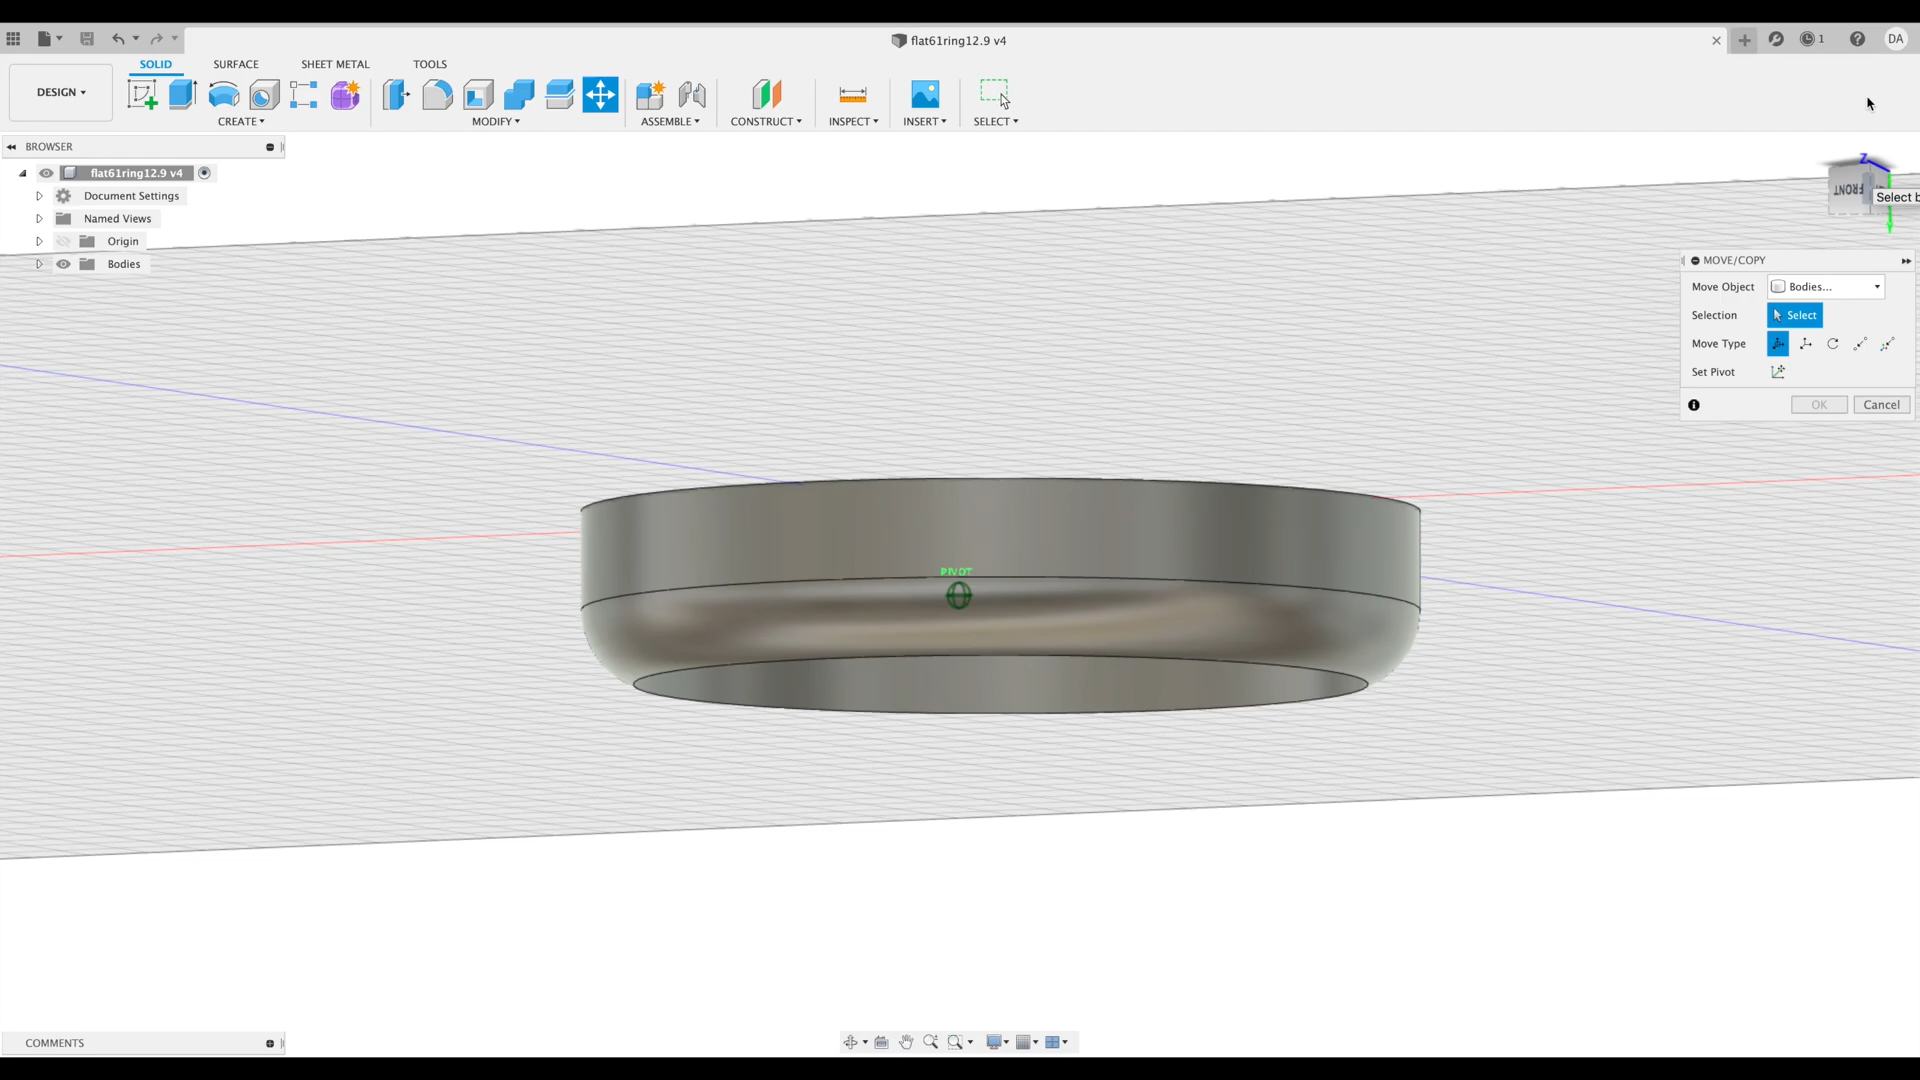 flat61ring12.9 v4
1
DA
DESIGN
SOLID
SURFACE
SHEET METAL
TOOLS
CREATE
MODIFY
ASSEMBLE
CONSTRUCT
INSPECT
INSERT
SELECT
BROWSER
flat61ring12.9 v4
Document Settings
Named Views
Origin
Bodies
Z
FRONT
Select b
MOVE/COPY
Move Object
Bodies...
Selection
Select
Move Type
Set Pivot
OK
Cancel
PIVOT
COMMENTS